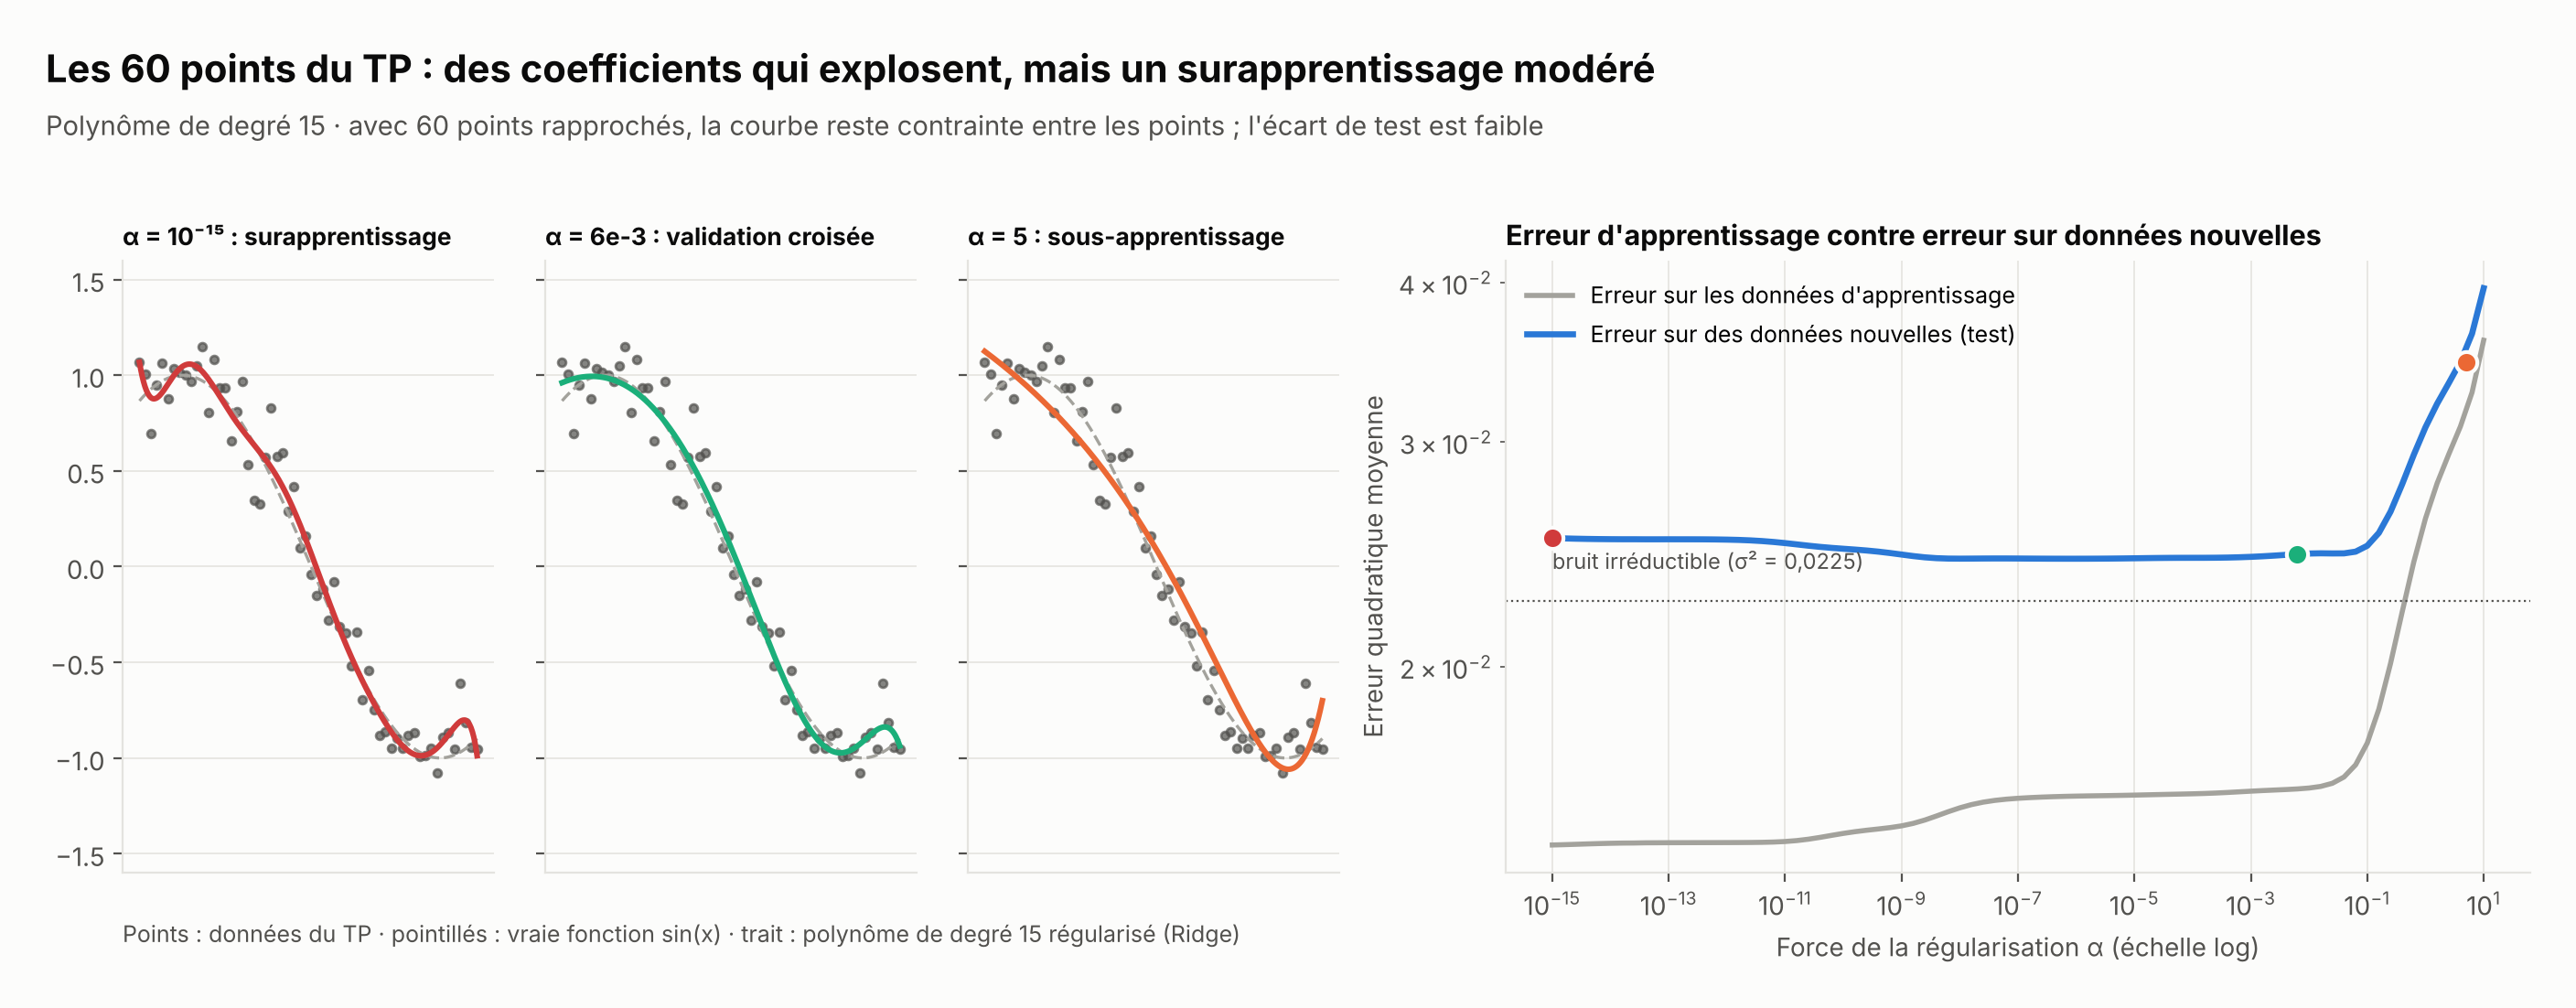 Les 60 points du TP : des coefficients qui explosent, mais un surapprentissage modéré
Polynôme de degré 15 · avec 60 points rapprochés, la courbe reste contrainte entre les points ; l'écart de test est faible
α = 10⁻¹⁵ : surapprentissage
α = 6e-3 : validation croisée
α = 5 : sous-apprentissage
1.5
1.0
0.5
0.0
−0.5
−1.0
−1.5
Points : données du TP · pointillés : vraie fonction sin(x) · trait : polynôme de degré 15 régularisé (Ridge)
Erreur d'apprentissage contre erreur sur données nouvelles
Erreur quadratique moyenne
4 × 10⁻²
3 × 10⁻²
2 × 10⁻²
Erreur sur les données d'apprentissage
Erreur sur des données nouvelles (test)
bruit irréductible (σ² = 0,0225)
10⁻¹⁵ 10⁻¹³ 10⁻¹¹ 10⁻⁹ 10⁻⁷ 10⁻⁵ 10⁻³ 10⁻¹ 10¹
Force de la régularisation α (échelle log)